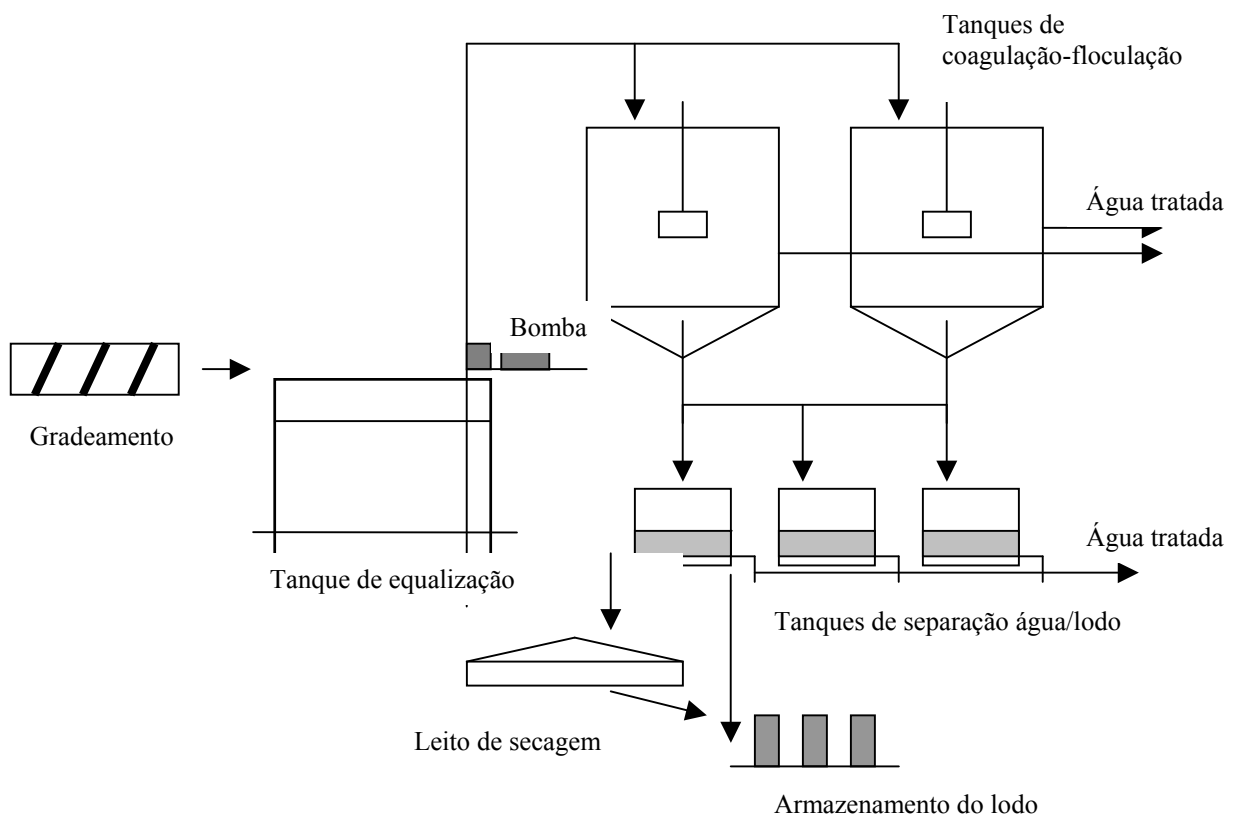 Tanques de
coagulação-floculação
Água tratada
Bomba
Gradeamento
Água tratada
Tanque de equalização
Tanques de separação água/lodo
Leito de secagem
Armazenamento do lodo